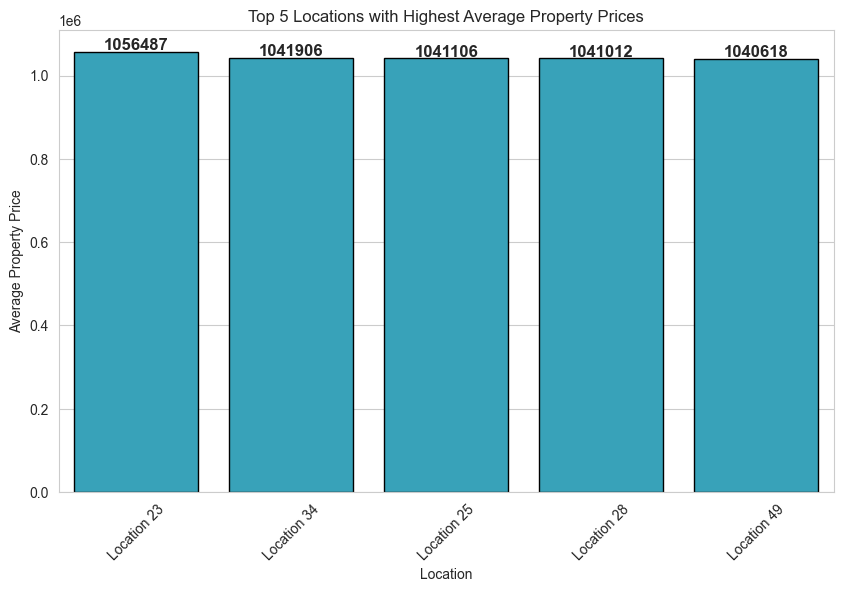 Top 5 Locations with Highest Average Property Prices
1e6
1056487
1041906
1041106
1041012
1040618
1.0
0.8
0.6
0.4
0.2
0.0
Average Property Price
Location 23
Location 34
Location 25
Location 28
Location 49
Location